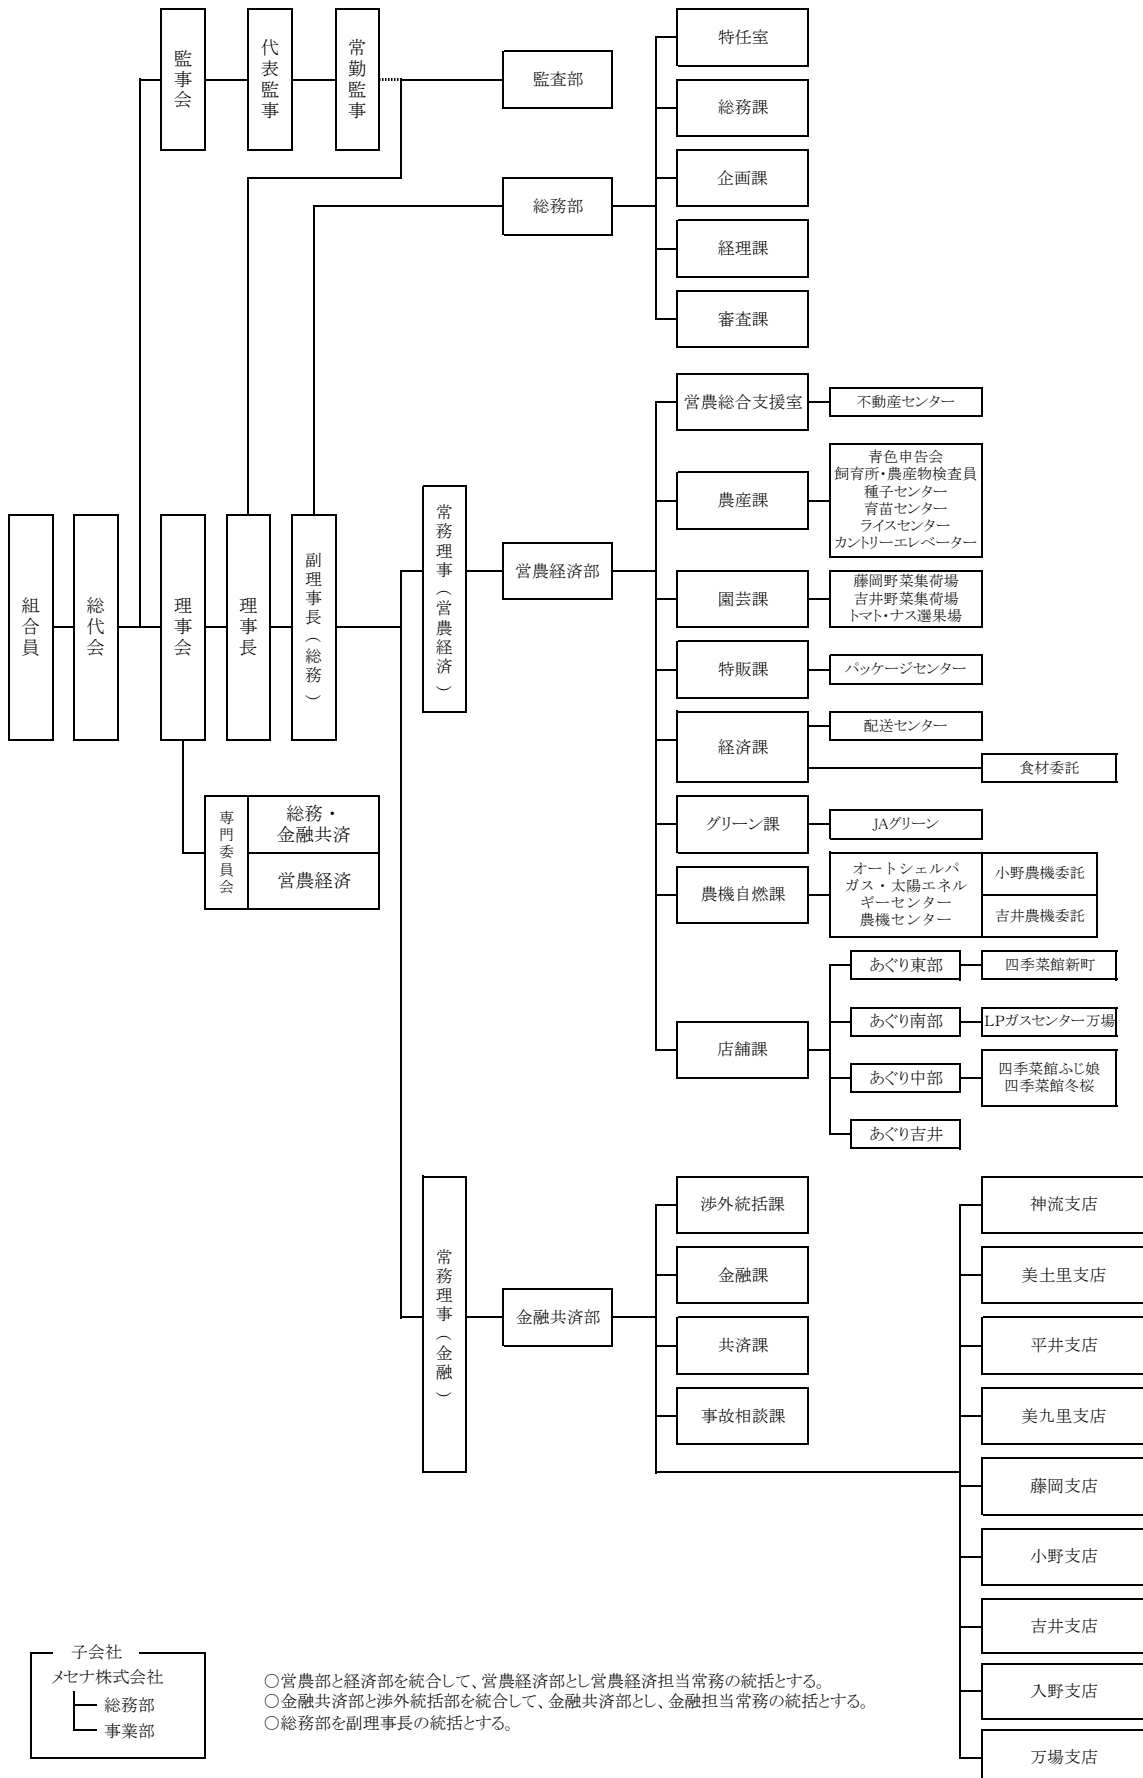 監事会
代表監事
常勤監事
監査部
総務部
特任室
総務課
企画課
経理課
審査課
組合員
総代会
理事会
理事長
副理事長（総務）
専門委員会
総務・
金融共済
営農経済
常務理事（営農経済）
営農経済部
営農総合支援室
不動産センター
農産課
青色申告会
飼育所・農産物検査員
種子センター
育苗センター
ライスセンター
カントリーエレベーター
園芸課
藤岡野菜集荷場
吉井野菜集荷場
トマト・ナス選果場
特販課
パッケージセンター
経済課
配送センター
食材委託
グリーン課
JAグリーン
農機自燃課
オートシェルパ
ガス・太陽エネル
ギーセンター
農機センター
小野農機委託
吉井農機委託
店舗課
あぐり東部
四季菜館新町
あぐり南部
LPガスセンター万場
あぐり中部
四季菜館ふじ娘
四季菜館冬桜
あぐり吉井
常務理事（金融）
金融共済部
渉外統括課
金融課
共済課
事故相談課
神流支店
美土里支店
平井支店
美九里支店
藤岡支店
小野支店
吉井支店
入野支店
万場支店
子会社
メセナ株式会社
総務部
事業部
○営農部と経済部を統合して、営農経済部とし営農経済担当常務の統括とする。
○金融共済部と渉外統括部を統合して、金融共済部とし、金融担当常務の統括とする。
○総務部を副理事長の統括とする。